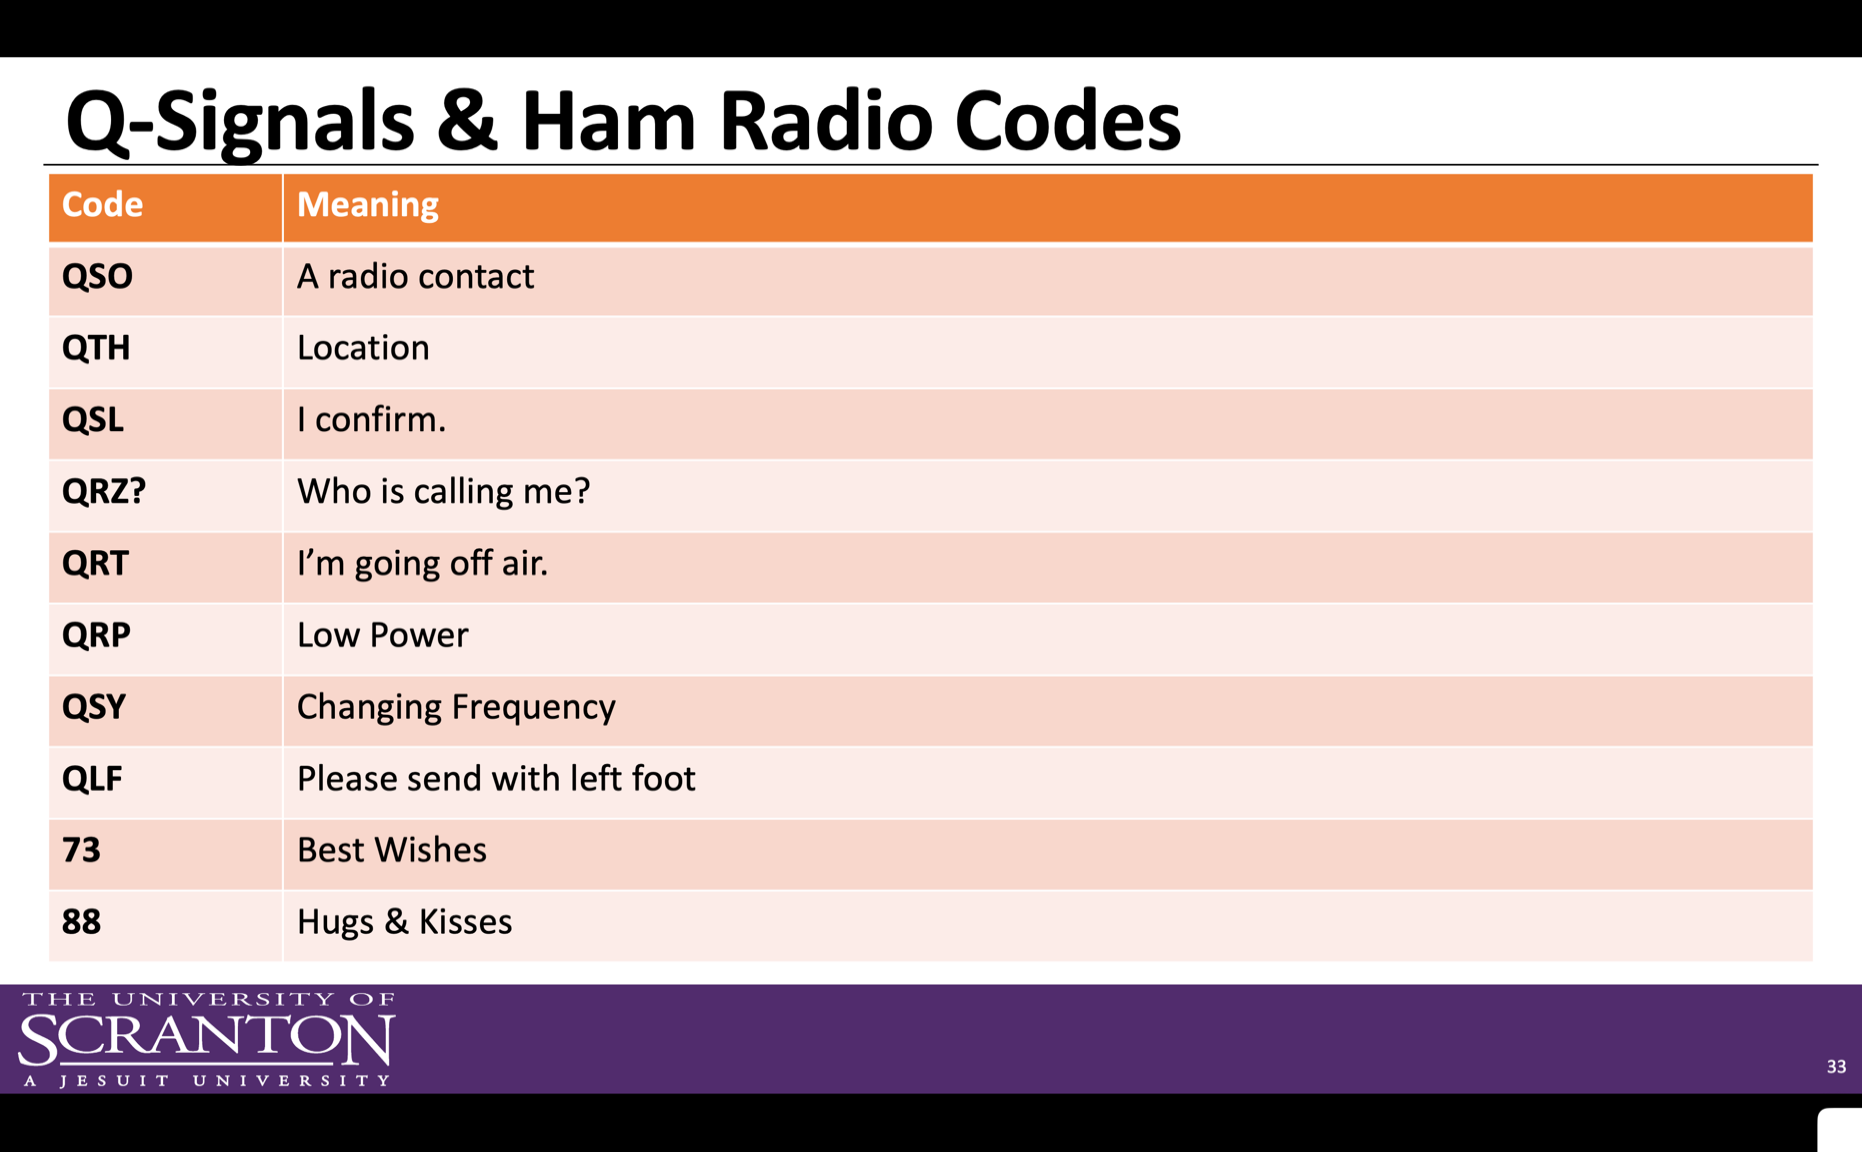 Q-Signals & Ham Radio Codes
Code Meaning
QSO A radio contact
QTH Location
QSL I confirm.
QRZ? Who is calling me?
QRT I’m going off air.
QRP Low Power
QSY Changing Frequency
QLF Please send with left foot
73 Best Wishes
88 Hugs & Kisses
THE UNIVERSITY OF
SCRANTON
A JESUIT UNIVERSITY
33